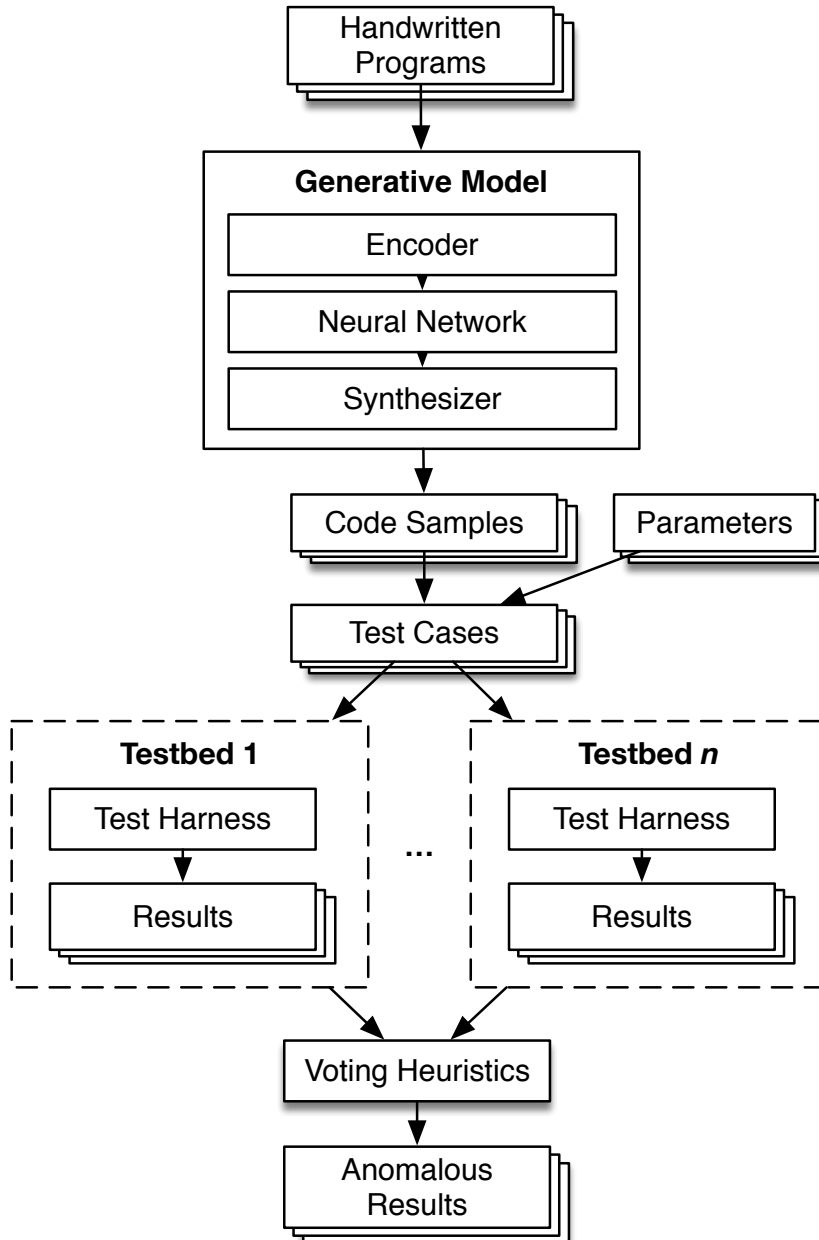 Handwritten
Programs
Generative Model
Encoder
Neural Network
Synthesizer
Code Samples
Parameters
Test Cases
Testbed 1
Test Harness
Results
...
Testbed n
Test Harness
Results
Voting Heuristics
Anomalous
Results